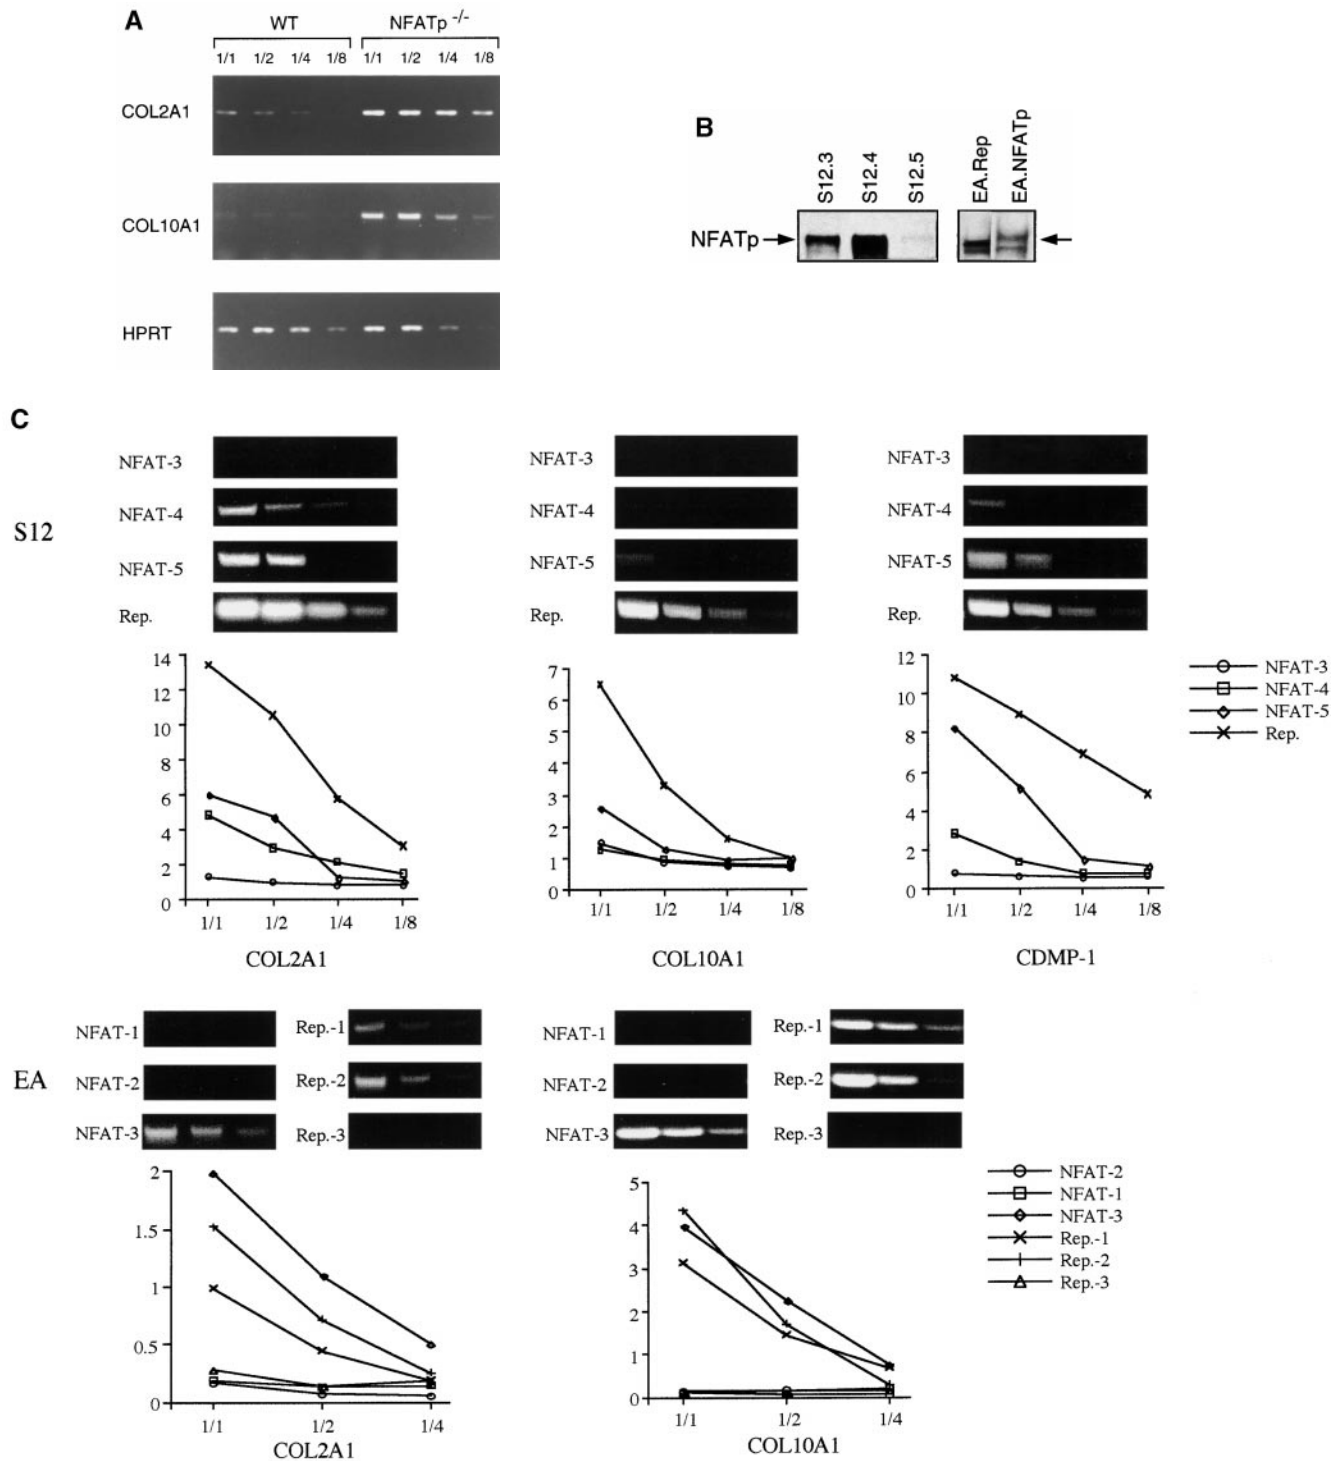 A
WT NFATp -/-
1/1 1/2 1/4 1/8 1/1 1/2 1/4 1/8
COL2A1
COL10A1
HPRT
B
S12.3 S12.4 S12.5 EA.Rep EA.NFATp
NFATp
C
S12
NFAT-3
NFAT-4
NFAT-5
Rep.
14
12
10
8
6
4
2
0
1/1 1/2 1/4 1/8
COL2A1
NFAT-3
NFAT-4
NFAT-5
Rep.
7
6
5
4
3
2
1
0
1/1 1/2 1/4 1/8
COL10A1
NFAT-3
NFAT-4
NFAT-5
Rep.
12
10
8
6
4
2
0
1/1 1/2 1/4 1/8
CDMP-1
NFAT-3
NFAT-4
NFAT-5
Rep.
EA
NFAT-1 Rep.-1
NFAT-2 Rep.-2
NFAT-3 Rep.-3
2
1.5
1
0.5
0
1/1 1/2 1/4
COL2A1
NFAT-1 Rep.-1
NFAT-2 Rep.-2
NFAT-3 Rep.-3
5
4
3
2
1
0
1/1 1/2 1/4
COL10A1
NFAT-2
NFAT-1
NFAT-3
Rep.-1
Rep.-2
Rep.-3